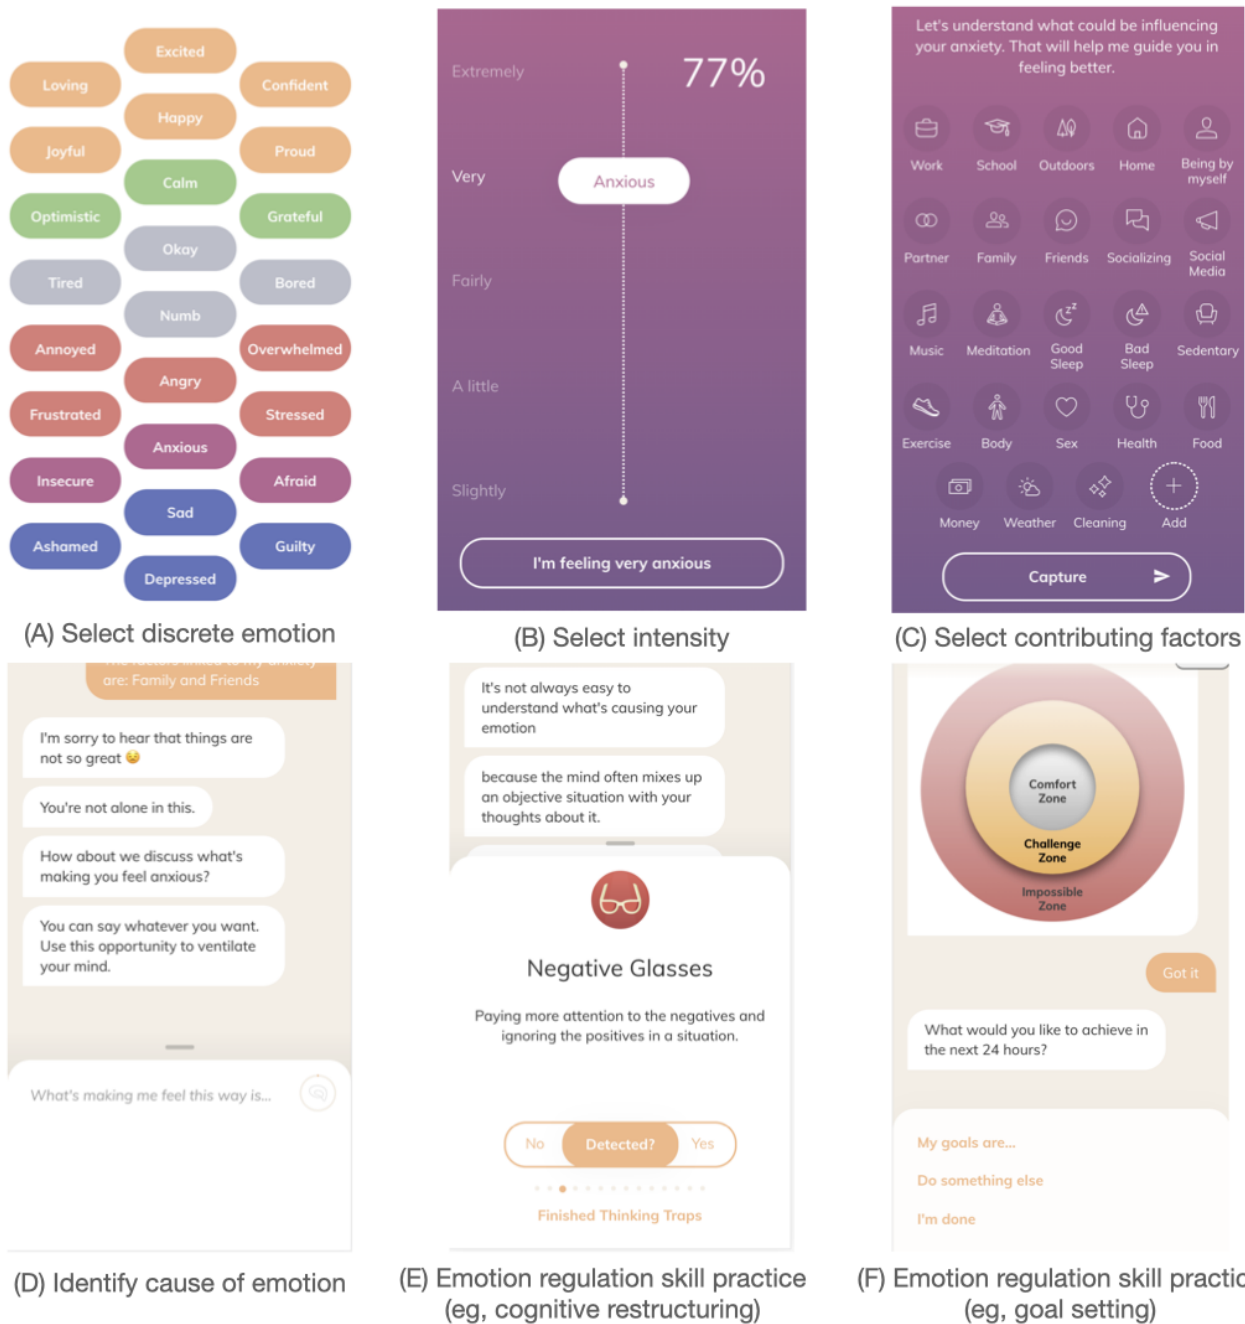 Excited
Loving
Confident
Happy
Joyful
Proud
Calm
Optimistic
Grateful
Okay
Tired
Bored
Numb
Annoyed
Overwhelmed
Angry
Frustrated
Stressed
Anxious
Insecure
Afraid
Sad
Ashamed
Guilty
Depressed
(A) Select discrete emotion
Extremely
77%
Very
Anxious
Fairly
A little
Slightly
I'm feeling very anxious
(B) Select intensity
Let's understand what could be influencing
your anxiety. That will help me guide you in
feeling better.
Work
School
Outdoors
Home
Being by
myself
Partner
Family
Friends
Socializing
Social
Media
Music
Meditation
Good
Sleep
Bad
Sleep
Sedentary
Exercise
Body
Sex
Health
Food
Money
Weather
Cleaning
Add
Capture
(C) Select contributing factors
The factors linked to my anxiety
are: Family and Friends
I'm sorry to hear that things are
not so great 😣
You're not alone in this.
How about we discuss what's
making you feel anxious?
You can say whatever you want.
Use this opportunity to ventilate
your mind.
What's making me feel this way is...
(D) Identify cause of emotion
It's not always easy to
understand what's causing your
emotion
because the mind often mixes up
an objective situation with your
thoughts about it.
Negative Glasses
Paying more attention to the negatives and
ignoring the positives in a situation.
No
Detected?
Yes
Finished Thinking Traps
(E) Emotion regulation skill practice
(eg, cognitive restructuring)
Comfort
Zone
Challenge
Zone
Impossible
Zone
Got it
What would you like to achieve in
the next 24 hours?
My goals are...
Do something else
I'm done
(F) Emotion regulation skill practic
(eg, goal setting)